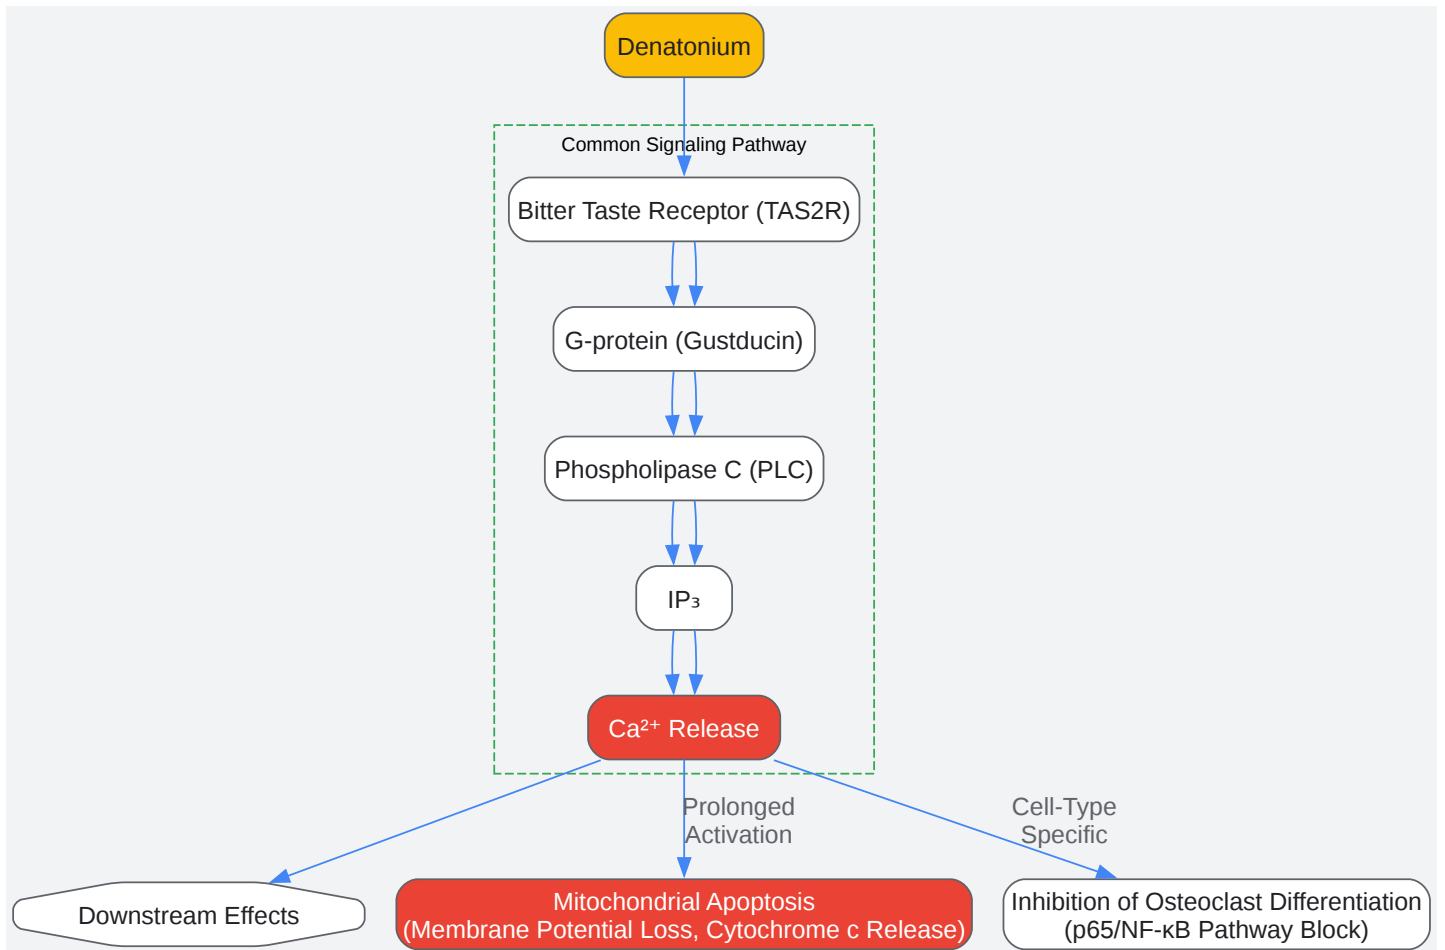 Denatonium
Common Signaling Pathway
Bitter Taste Receptor (TAS2R)
G-protein (Gustducin)
Phospholipase C (PLC)
IP₃
Ca²⁺ Release
Prolonged
Activation
Cell-Type
Specific
Downstream Effects
Mitochondrial Apoptosis
(Membrane Potential Loss, Cytochrome c Release)
Inhibition of Osteoclast Differentiation
(p65/NF-κB Pathway Block)